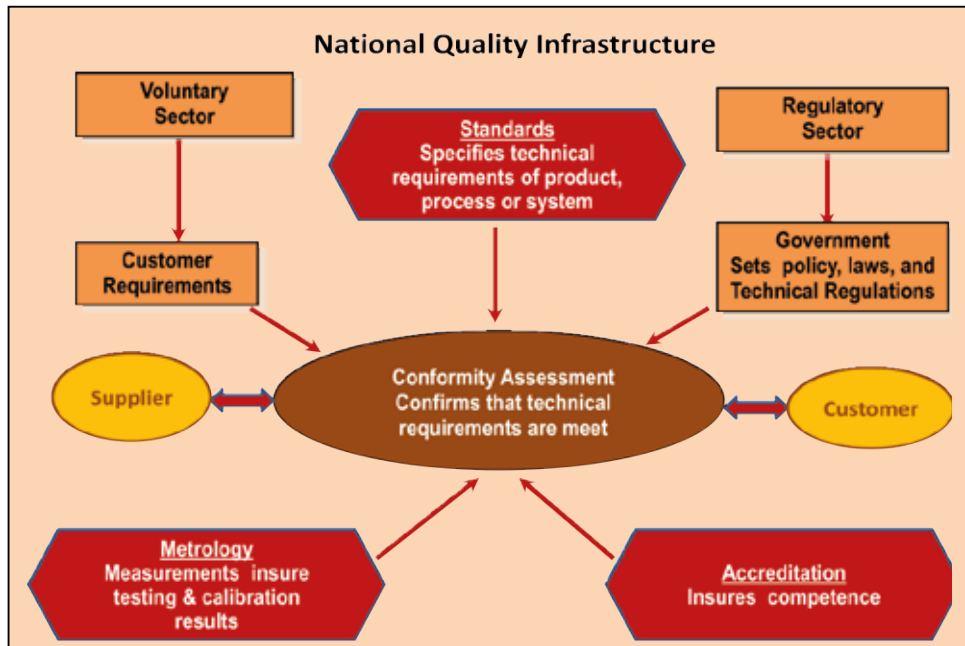 National Quality Infrastructure
Voluntary
Sector
Standards
Specifies technical
requirements of product,
process or system
Regulatory
Sector
Customer
Requirements
Government
Sets policy, laws, and
Technical Regulations
Supplier
Conformity Assessment
Confirms that technical
requirements are meet
Customer
Metrology
Measurements insure
testing & calibration
results
Accreditation
Insures competence